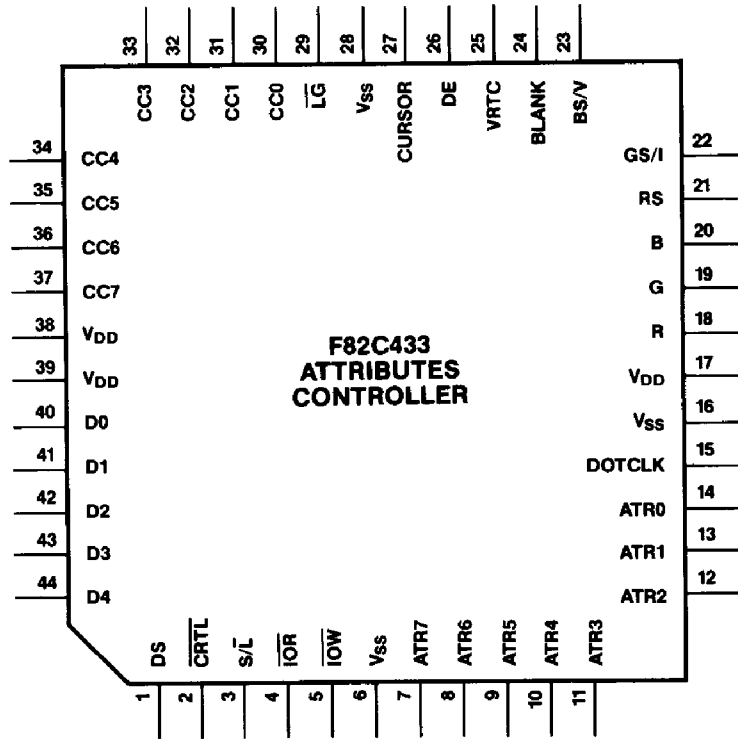 33 32 31 30 29 28 27 26 25 24 23
CC3 CC2 CC1 CC0 L̅G̅ VSS CURSOR DE VRTC BLANK BS/V
34 CC4 GS/I 22
35 CC5 RS 21
36 CC6 B 20
37 CC7 G 19
38 VDD R 18
39 VDD VDD 17
40 D0 VSS 16
41 D1 DOTCLK 15
42 D2 ATR0 14
43 D3 ATR1 13
44 D4 ATR2 12
F82C433
ATTRIBUTES
CONTROLLER
DS C̅R̅T̅L̅ S/L̅ I̅O̅R̅ I̅O̅W̅ VSS ATR7 ATR6 ATR5 ATR4 ATR3
1 2 3 4 5 6 7 8 9 10 11